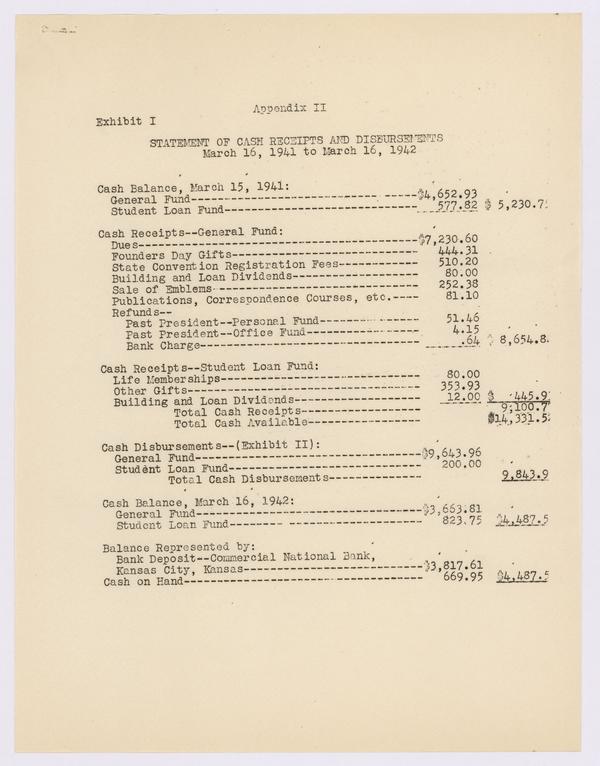 Appendix II
Exhibit I
STATEMENT OF CASH RECEIPTS AND DISBURSEMENTS
March 16, 1941 to March 16, 1942
Cash Balance, March 15, 1941:
General Fund----------------------------$4,652.93
Student Loan Fund------------------------- 577.82 $ 5,230.7
Cash Receipts--General Fund:
Dues-------------------------------------$7,230.60
Founders Day Gifts------------------------- 444.31
State Convention Registration Fees--------- 510.20
Building and Loan Dividends---------------- 80.00
Sale of Emblems---------------------------- 252.38
Publications, Correspondence Courses, etc.---- 81.10
Refunds--
Past President--Personal Fund------------- 51.46
Past President--Office Fund--------------- 4.15
Bank Charge------------------------------- .64 $ 8,654.8
Cash Receipts--Student Loan Fund:
Life Memberships--------------------------- 80.00
Other Gifts-------------------------------- 353.93
Building and Loan Dividends---------------- 12.00 $ 445.9
Total Cash Receipts---------------- 9,100.7
Total Cash Available--------------- $14,331.5
Cash Disbursements--(Exhibit II):
General Fund-----------------------------$9,643.96
Student Loan Fund-------------------------- 200.00
Total Cash Disbursements------------- 9,843.9
Cash Balance, March 16, 1942:
General Fund-----------------------------$3,663.81
Student Loan Fund-------- ----------------- 823.75 $4,487.5
Balance Represented by:
Bank Deposit--Commercial National Bank,
Kansas City, Kansas------------------------$3,817.61
Cash on Hand------------------------------- 669.95 $4,487.5